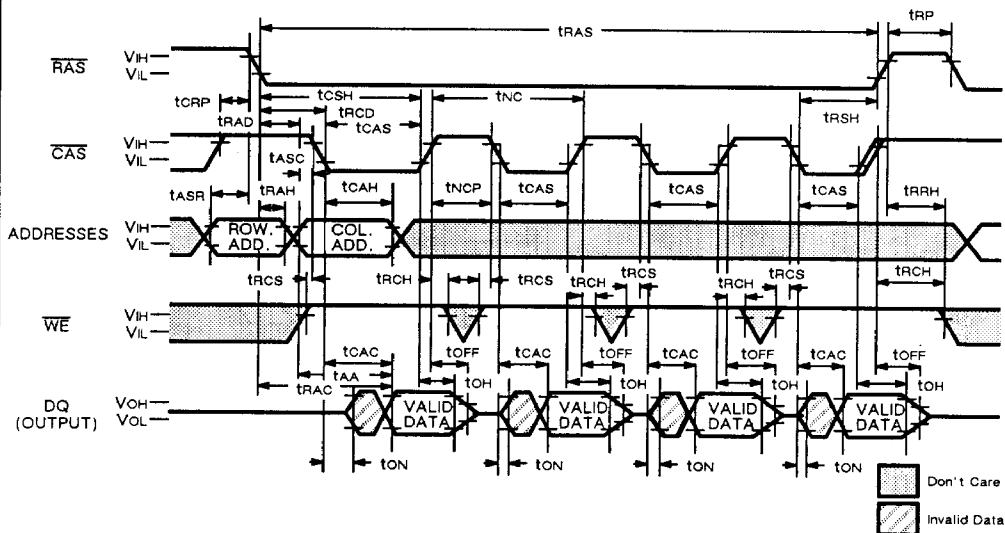 tRAS
tRP
RAS
VIH
VIL
tCRP
tCSH
tNC
tRCD
tRAD
tCAS
tRSH
CAS
VIH
VIL
tASC
tASR
tRAH
tCAH
tNCP
tCAS
tCAS
tCAS
tRRH
ADDRESSES
VIH
VIL
ROW. ADD.
COL. ADD.
tRCS
tRCH
tRCS
tRCH
tRCS
tRCH
tRCS
tRCH
WE
VIH
VIL
tCAC
tOFF
tCAC
tOFF
tCAC
tOFF
tCAC
tOFF
tAA
tRAC
tOH
tOH
tOH
tOH
DQ
(OUTPUT)
VOH
VOL
VALID DATA
VALID DATA
VALID DATA
VALID DATA
tON
tON
tON
tON
Don't Care
Invalid Data